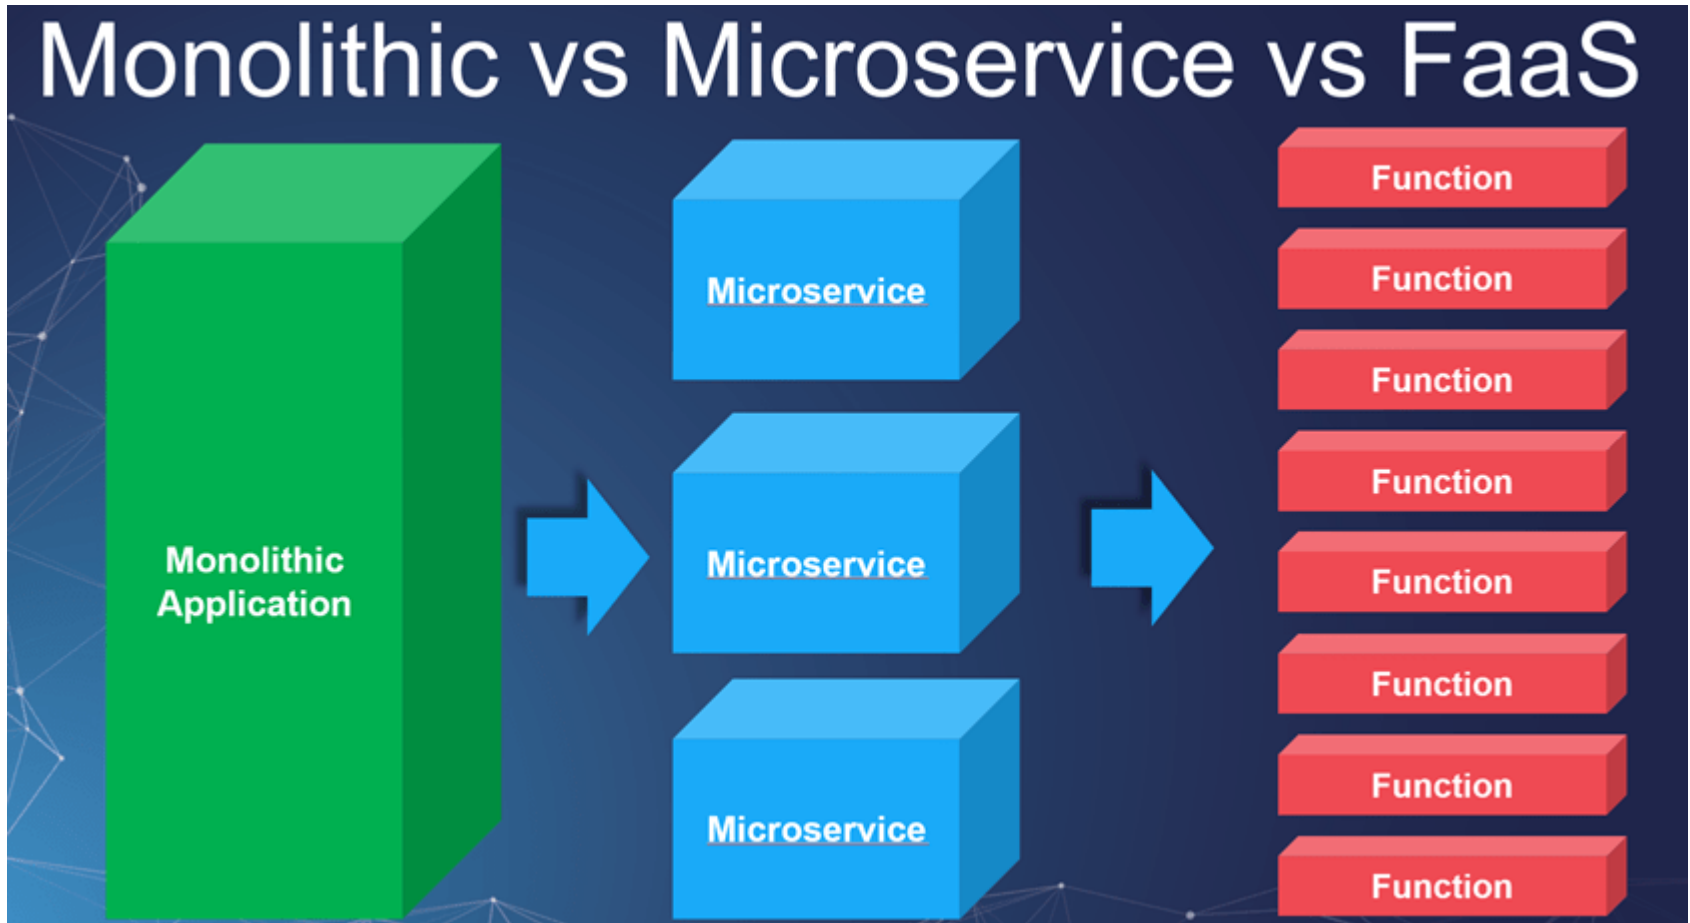 Monolithic vs Microservice vs FaaS
Monolithic
Application
Microservice
Microservice
Microservice
Function
Function
Function
Function
Function
Function
Function
Function